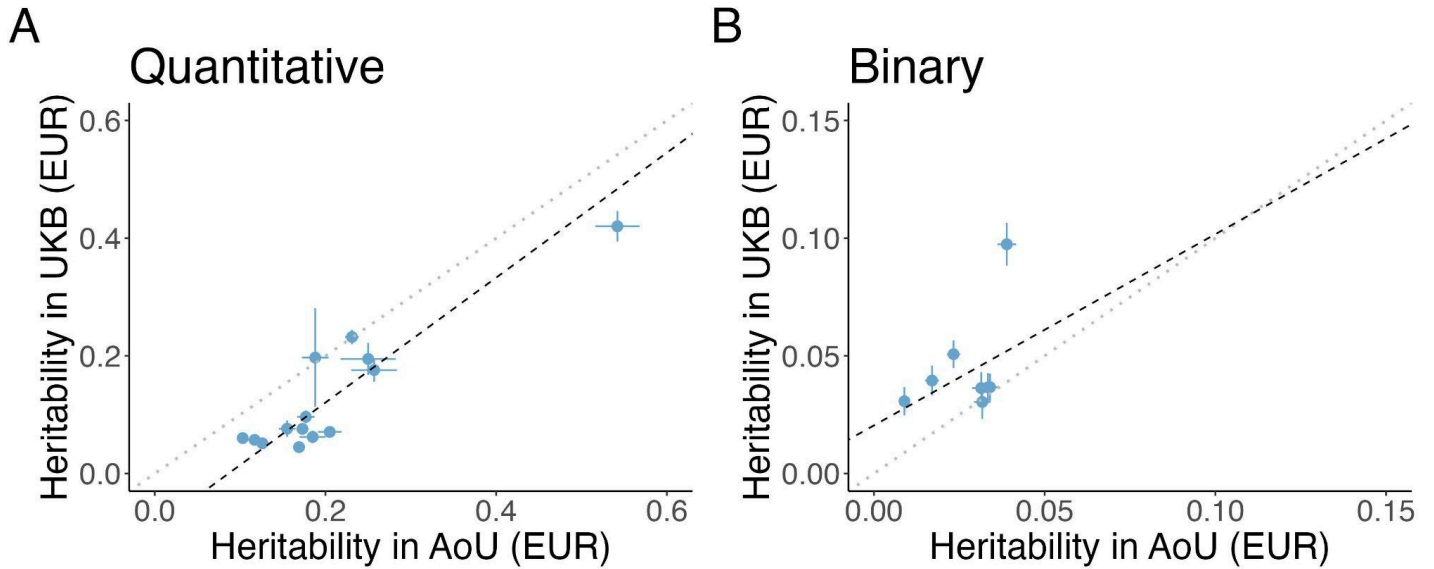 A
Quantitative
Heritability in UKB (EUR)
0.6
0.4
0.2
0.0
0.0 0.2 0.4 0.6
Heritability in AoU (EUR)
B
Binary
Heritability in UKB (EUR)
0.15
0.10
0.05
0.00
0.00 0.05 0.10 0.15
Heritability in AoU (EUR)